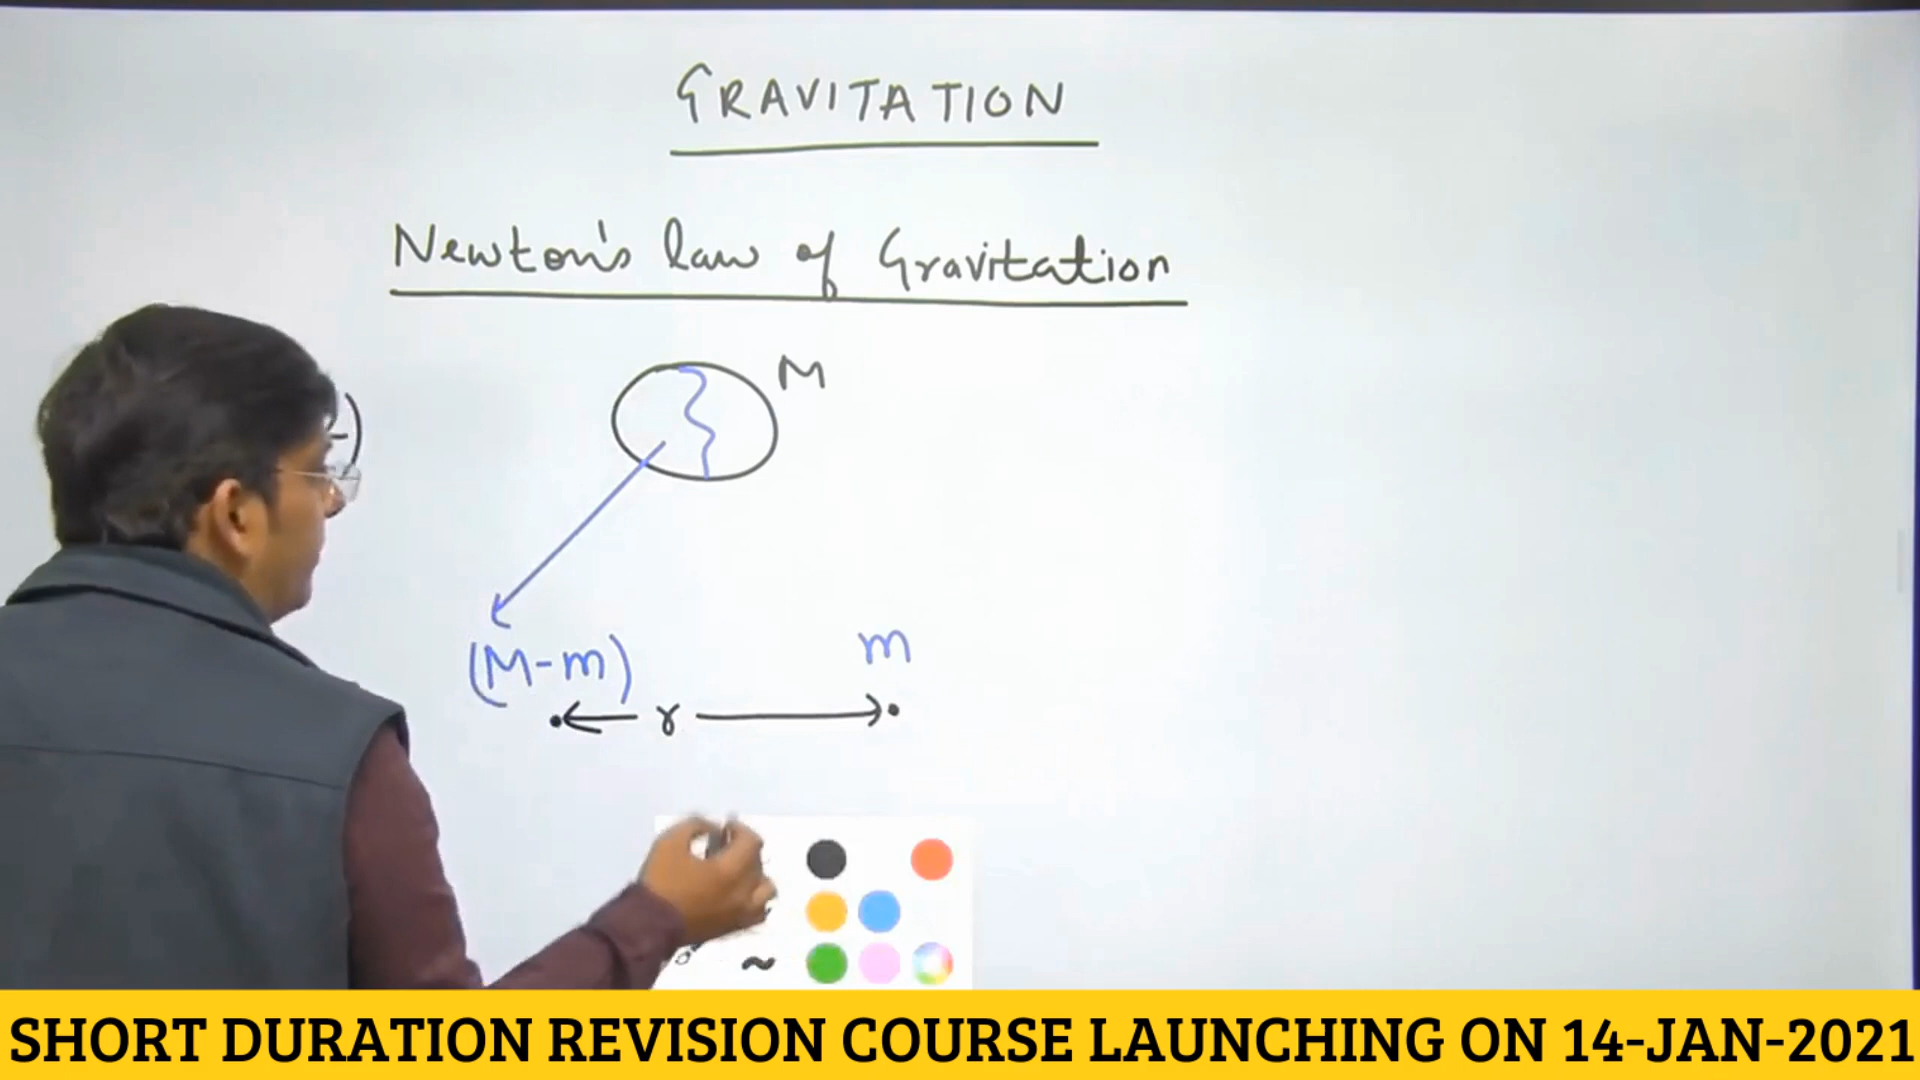 GRAVITATION
Newton's law of Gravitation
M
(M-m)
m
r
SHORT DURATION REVISION COURSE LAUNCHING ON 14-JAN-2021